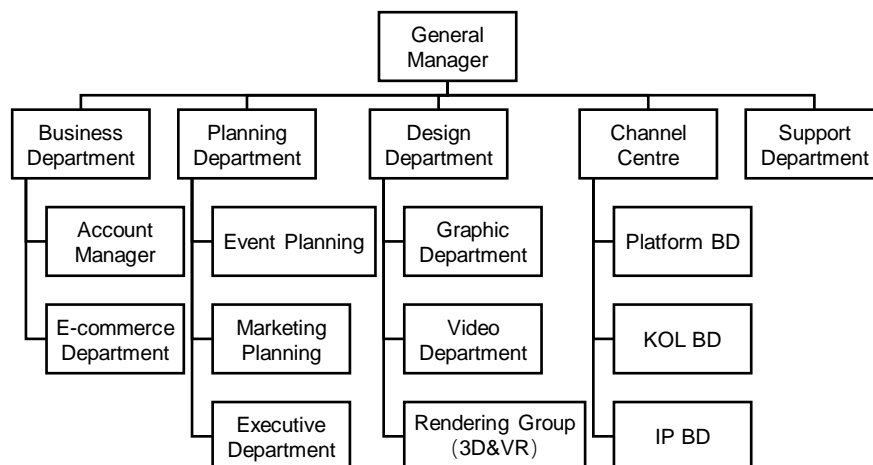 General
Manager
Business
Department
Planning
Department
Design
Department
Channel
Centre
Support
Department
Account
Manager
Event Planning
Graphic
Department
Platform BD
E-commerce
Department
Marketing
Planning
Video
Department
KOL BD
Executive
Department
Rendering Group
（3D&VR）
IP BD